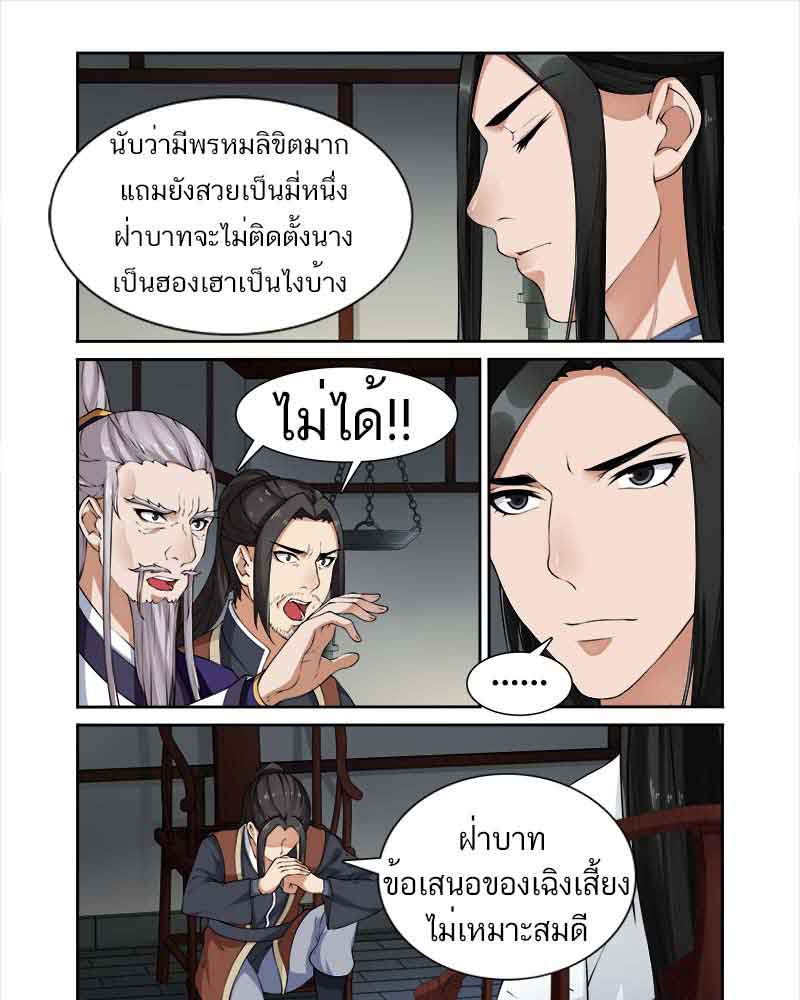 นับว่ามีพรหมลิขิตมาก
แถมยังสวยเป็นมี่หนึ่ง
ฝ่าบาทจะไม่ติดตั้งนาง
เป็นฮองเฮาเป็นไงบ้าง
ไม่ได้!!
......
ฝ่าบาท
ข้อเสนอของเฉิงเสี้ยง
ไม่เหมาะสมดี